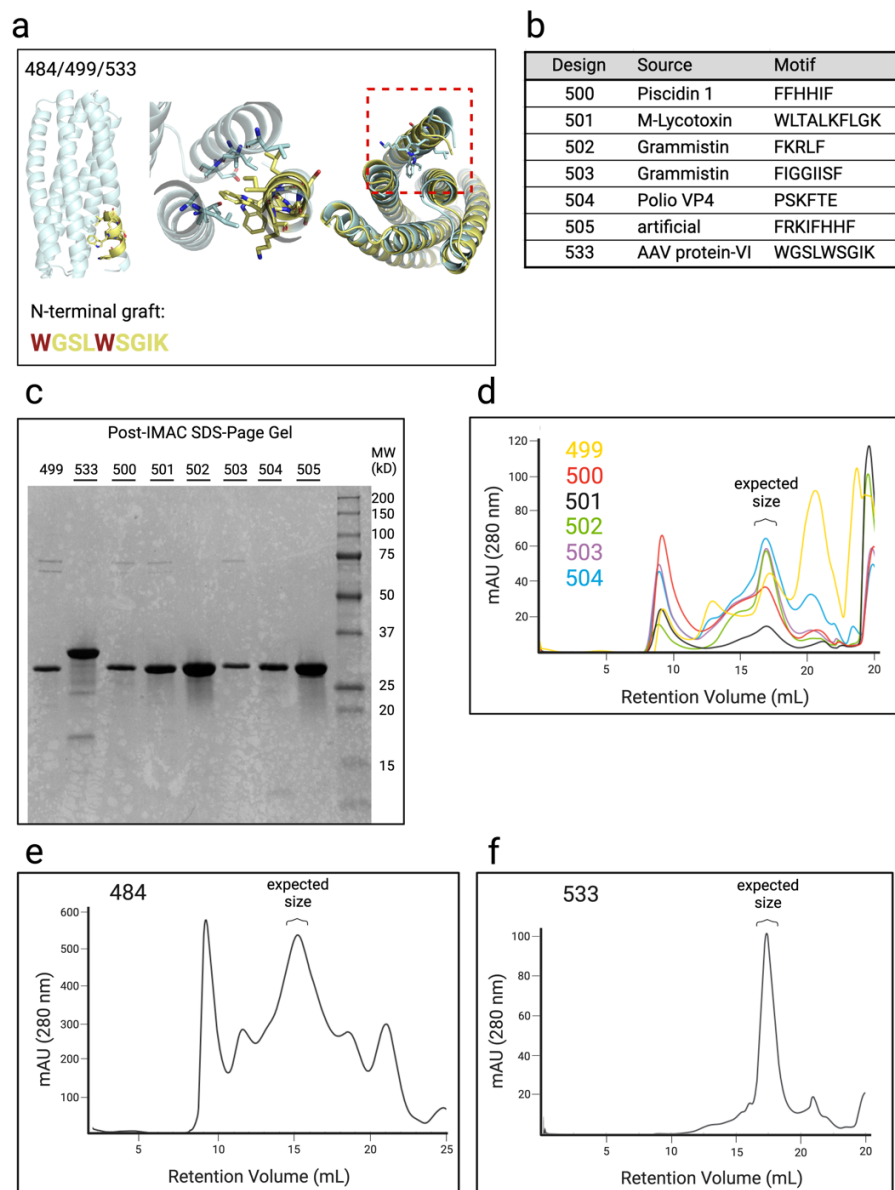 a
484/499/533
N-terminal graft:
WGSLWSGIK
b
Design Source Motif
500 Piscidin 1 FFHHIF
501 M-Lycotoxin WLTALKFLGK
502 Grammistin FKRLF
503 Grammistin FIGGIISF
504 Polio VP4 PSKFTE
505 artificial FRKIFHHF
533 AAV protein-VI WGSLWSGIK
c
Post-IMAC SDS-Page Gel
499 533 500 501 502 503 504 505
MW
(kD)
200
150
100
75
50
37
25
20
15
d
499
500
501
502
503
504
expected
size
mAU (280 nm)
120
100
80
60
40
20
5 10 15 20 20
Retention Volume (mL)
e
484
expected
size
mAU (280 nm)
600
500
400
300
200
100
5 10 15 20 25
Retention Volume (mL)
f
533
expected
size
mAU (280 nm)
100
80
60
40
20
5 10 15 20 20
Retention Volume (mL)